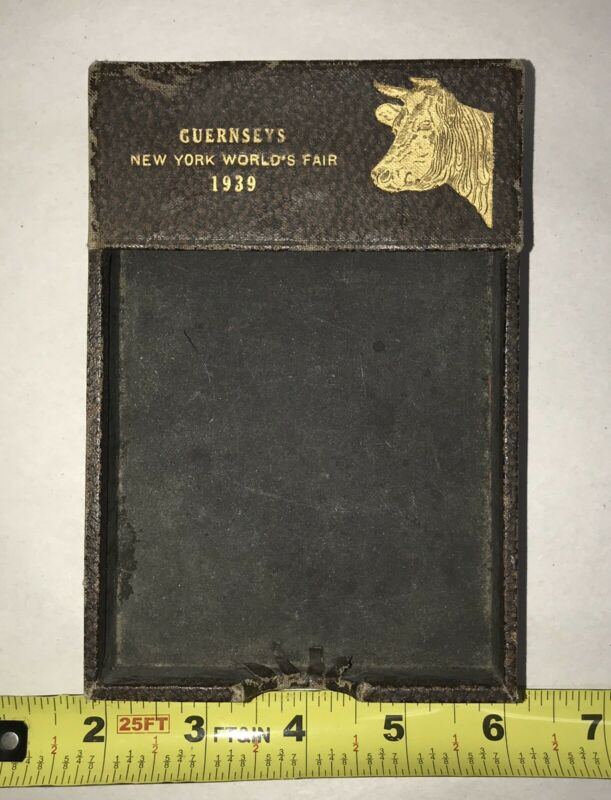 GUERNSEYS
NEW YORK WORLD'S FAIR
1939
2 25FT 3 FT&IN 4 5 6 7